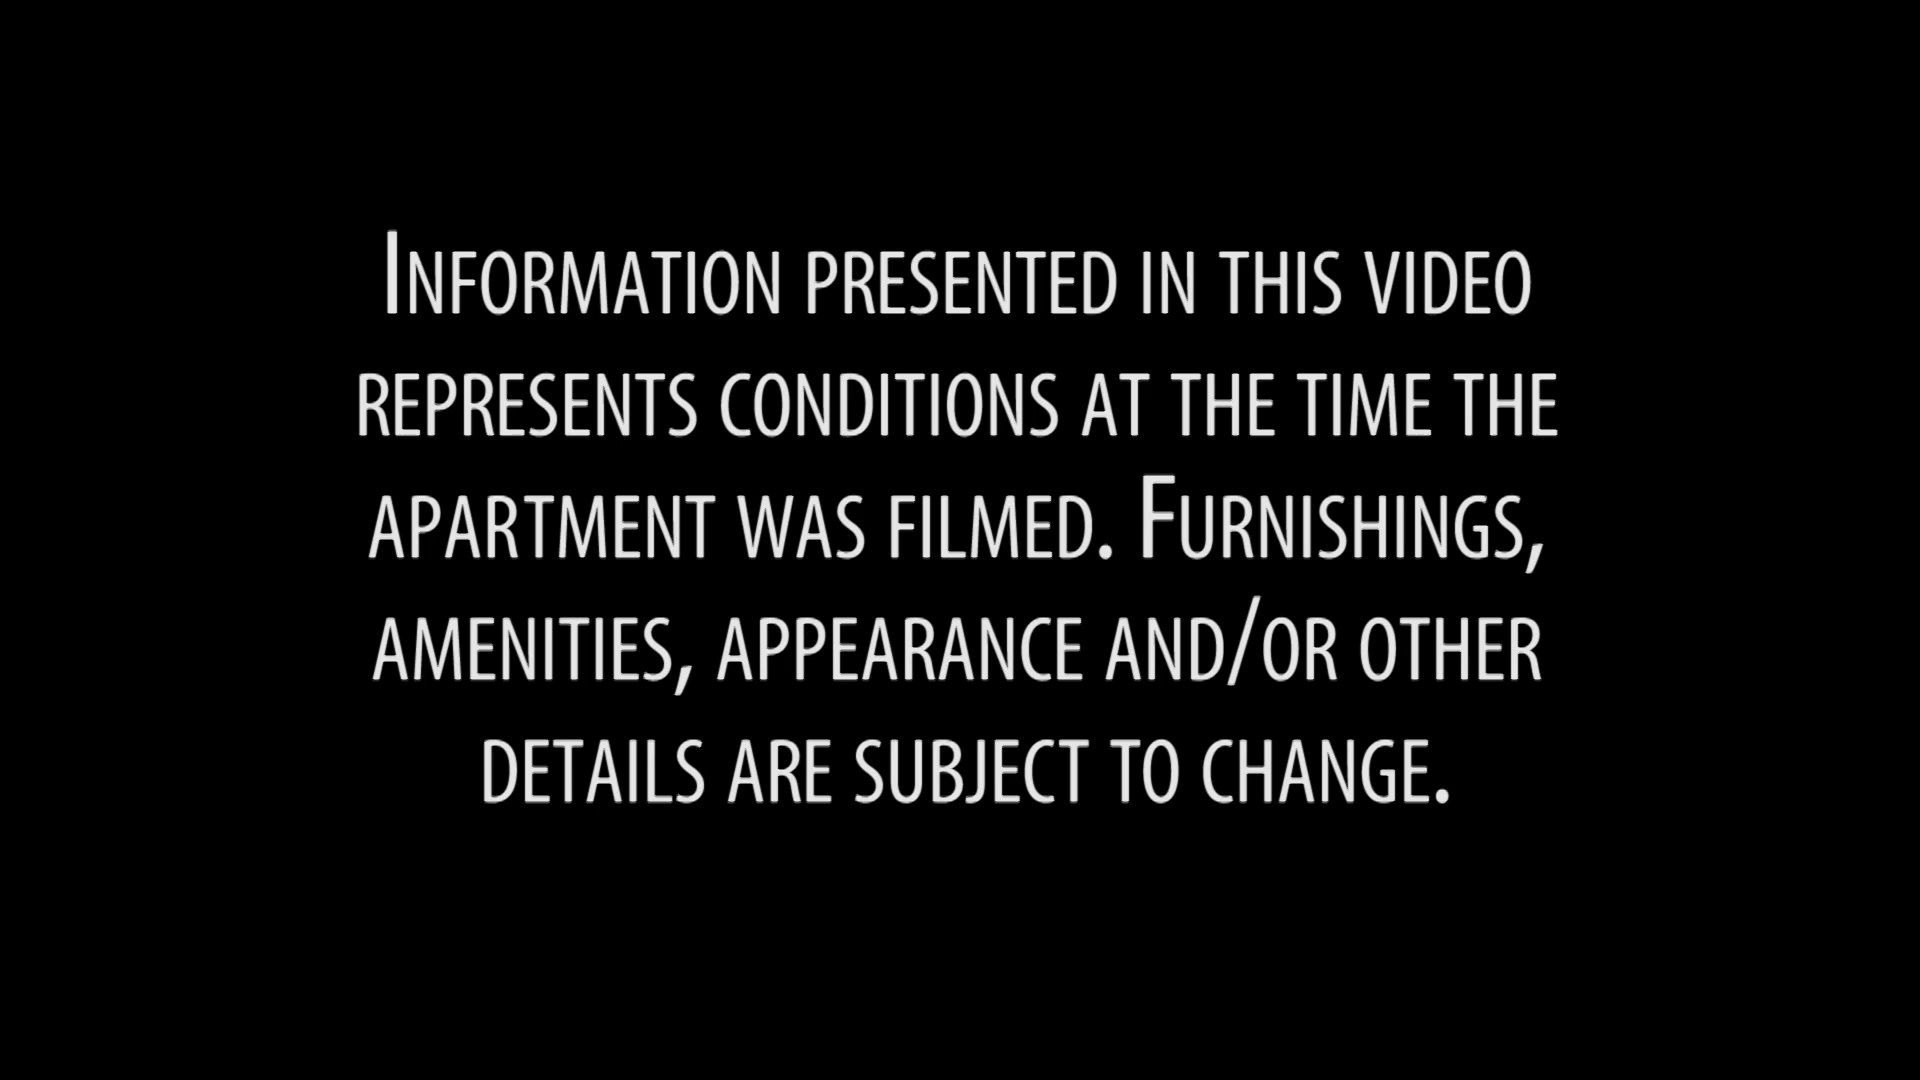 Information presented in this video
represents conditions at the time the
apartment was filmed. Furnishings,
amenities, appearance and/or other
details are subject to change.